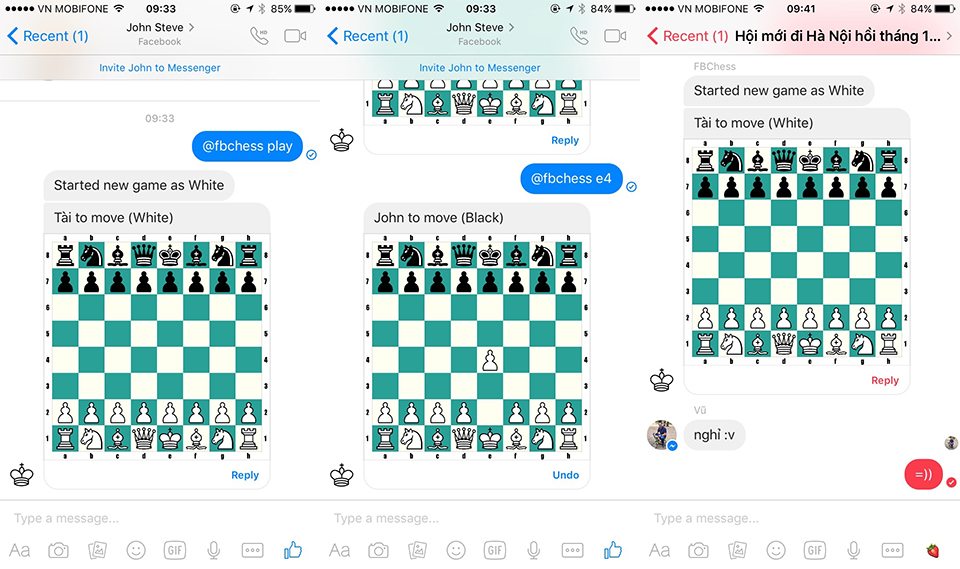 VN MOBIFONE 09:33 85%
Recent (1)
John Steve
Facebook
Invite John to Messenger
09:33
@fbchess play
Started new game as White
Tài to move (White)
a b c d e f g h
8 8
7 7
6 6
5 5
4 4
3 3
2 2
1 1
a b c d e f g h
Reply
Type a message...
Aa GIF
VN MOBIFONE 09:33 84%
Recent (1)
John Steve
Facebook
Invite John to Messenger
1 1
a b c d e f g h
Reply
@fbchess e4
John to move (Black)
a b c d e f g h
8 8
7 7
6 6
5 5
4 4
3 3
2 2
1 1
a b c d e f g h
Undo
Type a message...
Aa GIF
VN MOBIFONE 09:41 84%
Recent (1) Hội mới đi Hà Nội hồi tháng 1...
FBChess
Started new game as White
Tài to move (White)
a b c d e f g h
8 8
7 7
6 6
5 5
4 4
3 3
2 2
1 1
a b c d e f g h
Reply
Vũ
nghỉ :v
=))
Type a message...
Aa GIF